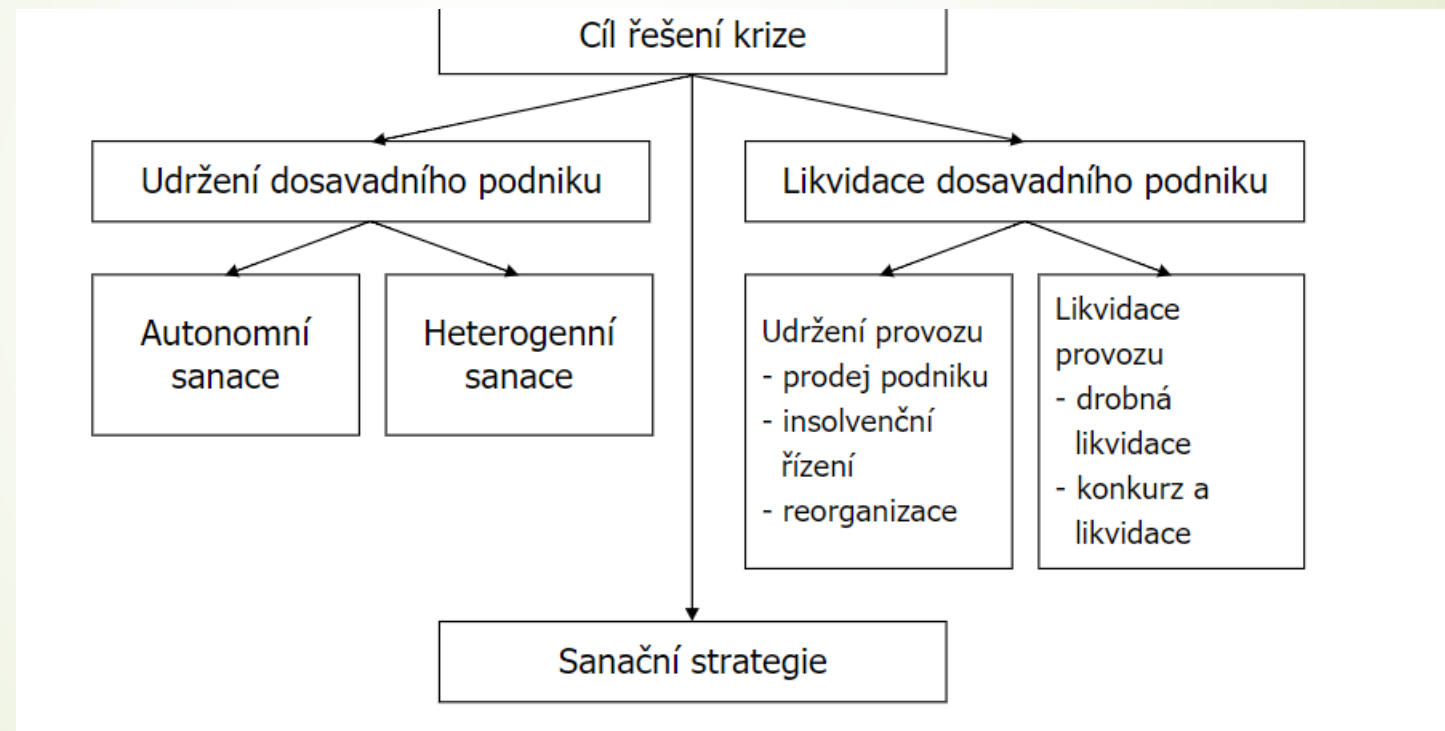 Cíl řešení krize
Udržení dosavadního podniku
Likvidace dosavadního podniku
Autonomní
sanace
Heterogenní
sanace
Udržení provozu
- prodej podniku
- insolvenční
řízení
- reorganizace
Likvidace
provozu
- drobná
likvidace
- konkurz a
likvidace
Sanační strategie